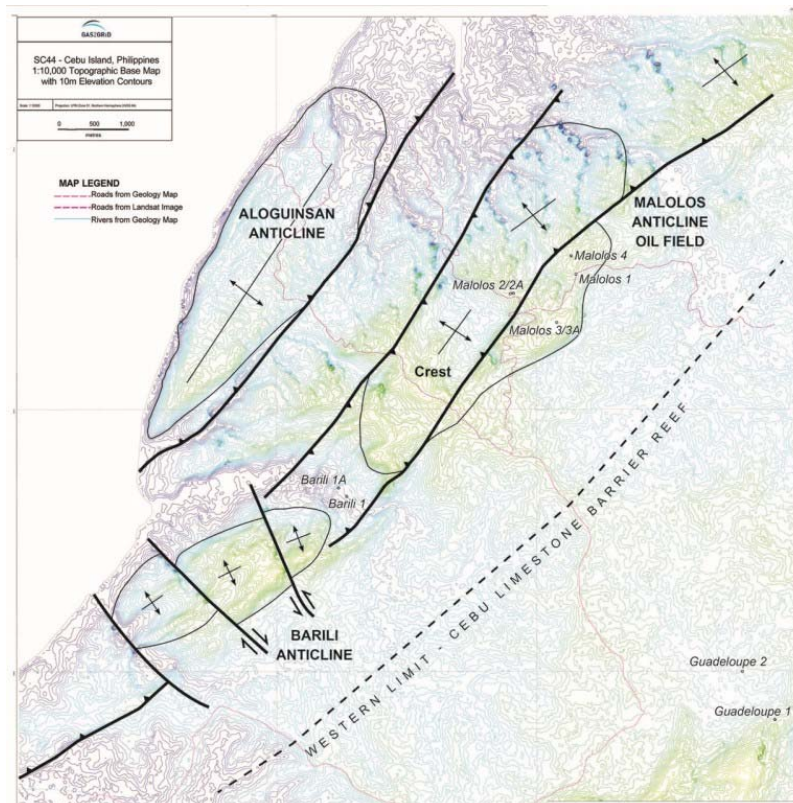 GAS2GRID
SC44 - Cebu Island, Philippines
1:10,000 Topographic Base Map
with 10m Elevation Contours
0 500 1,000
metres
MAP LEGEND
Roads from Geology Map
Roads from Landsat Image
Rivers from Geology Map
ALOGUINSAN
ANTICLINE
MALOLOS
ANTICLINE
OIL FIELD
Malolos 4
Malolos 1
Malolos 2/2A
Malolos 3/3A
Crest
Barili 1A
Barili 1
BARILI
ANTICLINE
WESTERN LIMIT - CEBU LIMESTONE BARRIER REEF
Guadeloupe 2
Guadeloupe 1